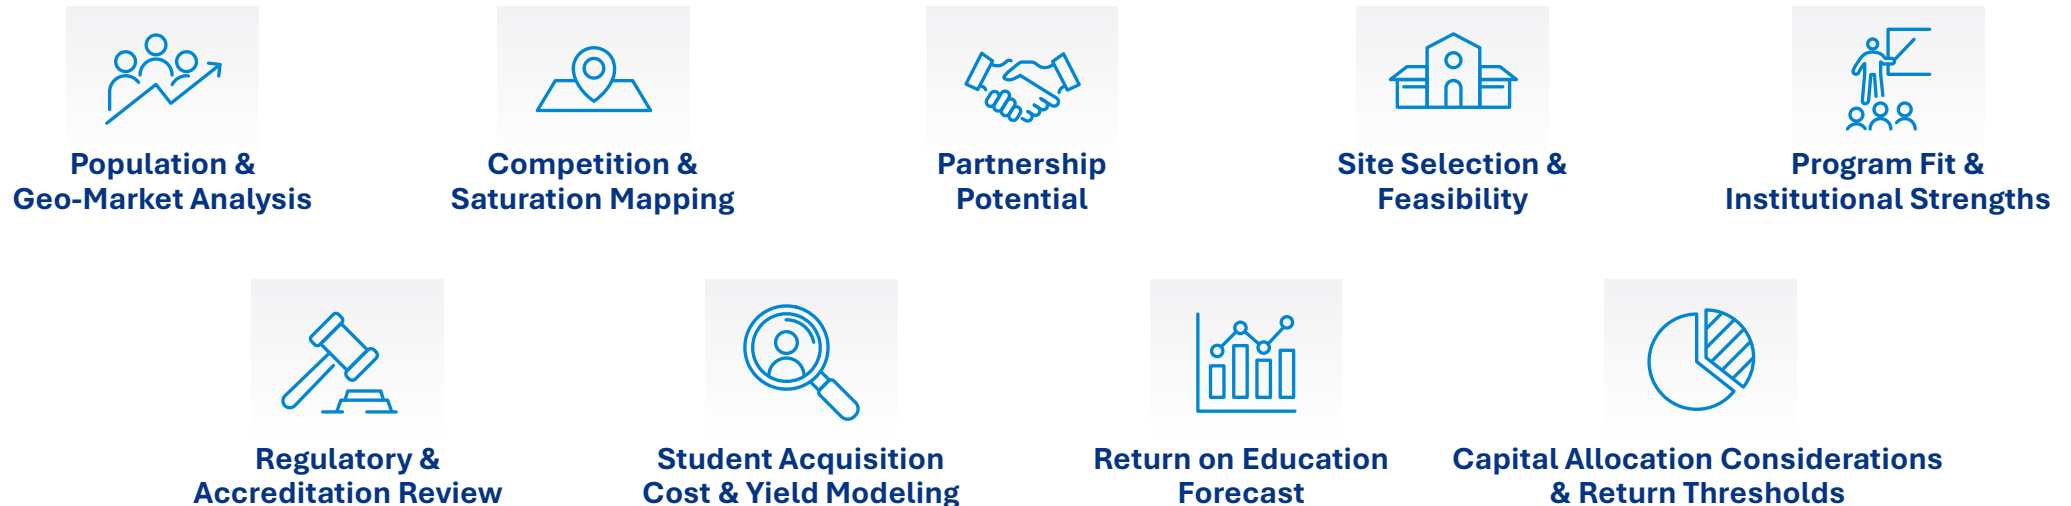 Population &
Geo-Market Analysis
Competition &
Saturation Mapping
Partnership
Potential
Site Selection &
Feasibility
Program Fit &
Institutional Strengths
Regulatory &
Accreditation Review
Student Acquisition
Cost & Yield Modeling
Return on Education
Forecast
Capital Allocation Considerations
& Return Thresholds